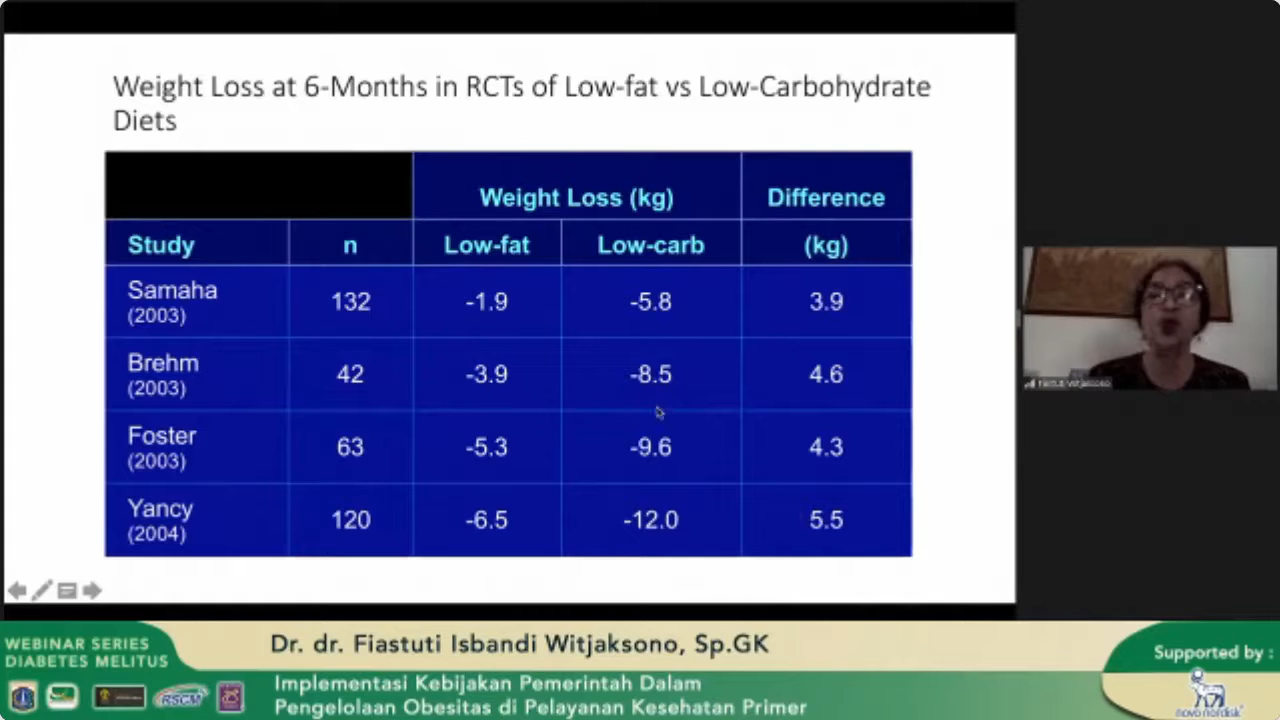 Weight Loss at 6-Months in RCTs of Low-fat vs Low-Carbohydrate
Diets
Weight Loss (kg) Difference
Study n Low-fat Low-carb (kg)
Samaha
(2003) 132 -1.9 -5.8 3.9
Brehm
(2003) 42 -3.9 -8.5 4.6
Foster
(2003) 63 -5.3 -9.6 4.3
Yancy
(2004) 120 -6.5 -12.0 5.5
WEBINAR SERIES
DIABETES MELITUS
Dr. dr. Fiastuti Isbandi Witjaksono, Sp.GK
Implementasi Kebijakan Pemerintah Dalam
Pengelolaan Obesitas di Pelayanan Kesehatan Primer
RSCM
Supported by :
novo nordisk